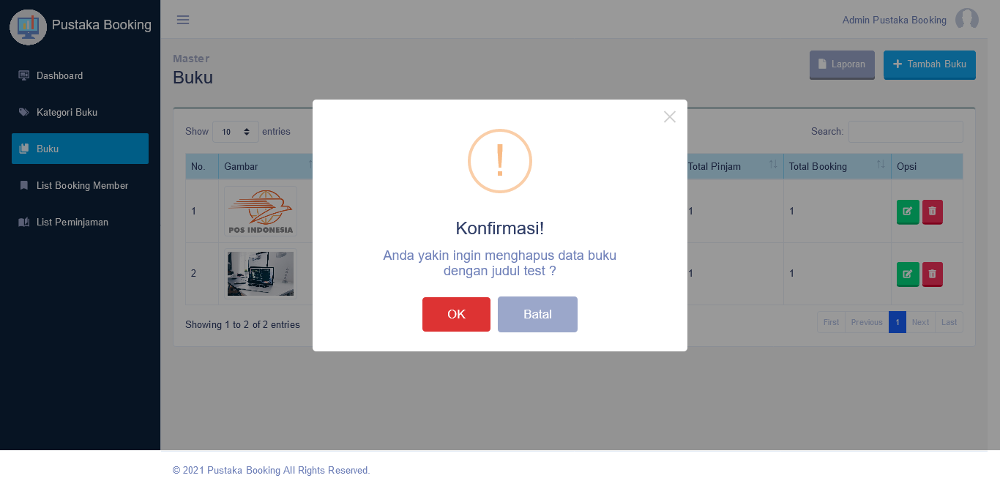 Pustaka Booking
Admin Pustaka Booking
Dashboard
Kategori Buku
Buku
List Booking Member
List Peminjaman
Master
Buku
Laporan
Tambah Buku
Show 10 entries
Search:
No. Gambar Total Pinjam Total Booking Opsi
1 1 1
POS INDONESIA
2 1 1
Showing 1 to 2 of 2 entries
First Previous 1 Next Last
!
Konfirmasi!
Anda yakin ingin menghapus data buku
dengan judul test ?
OK Batal
© 2021 Pustaka Booking All Rights Reserved.